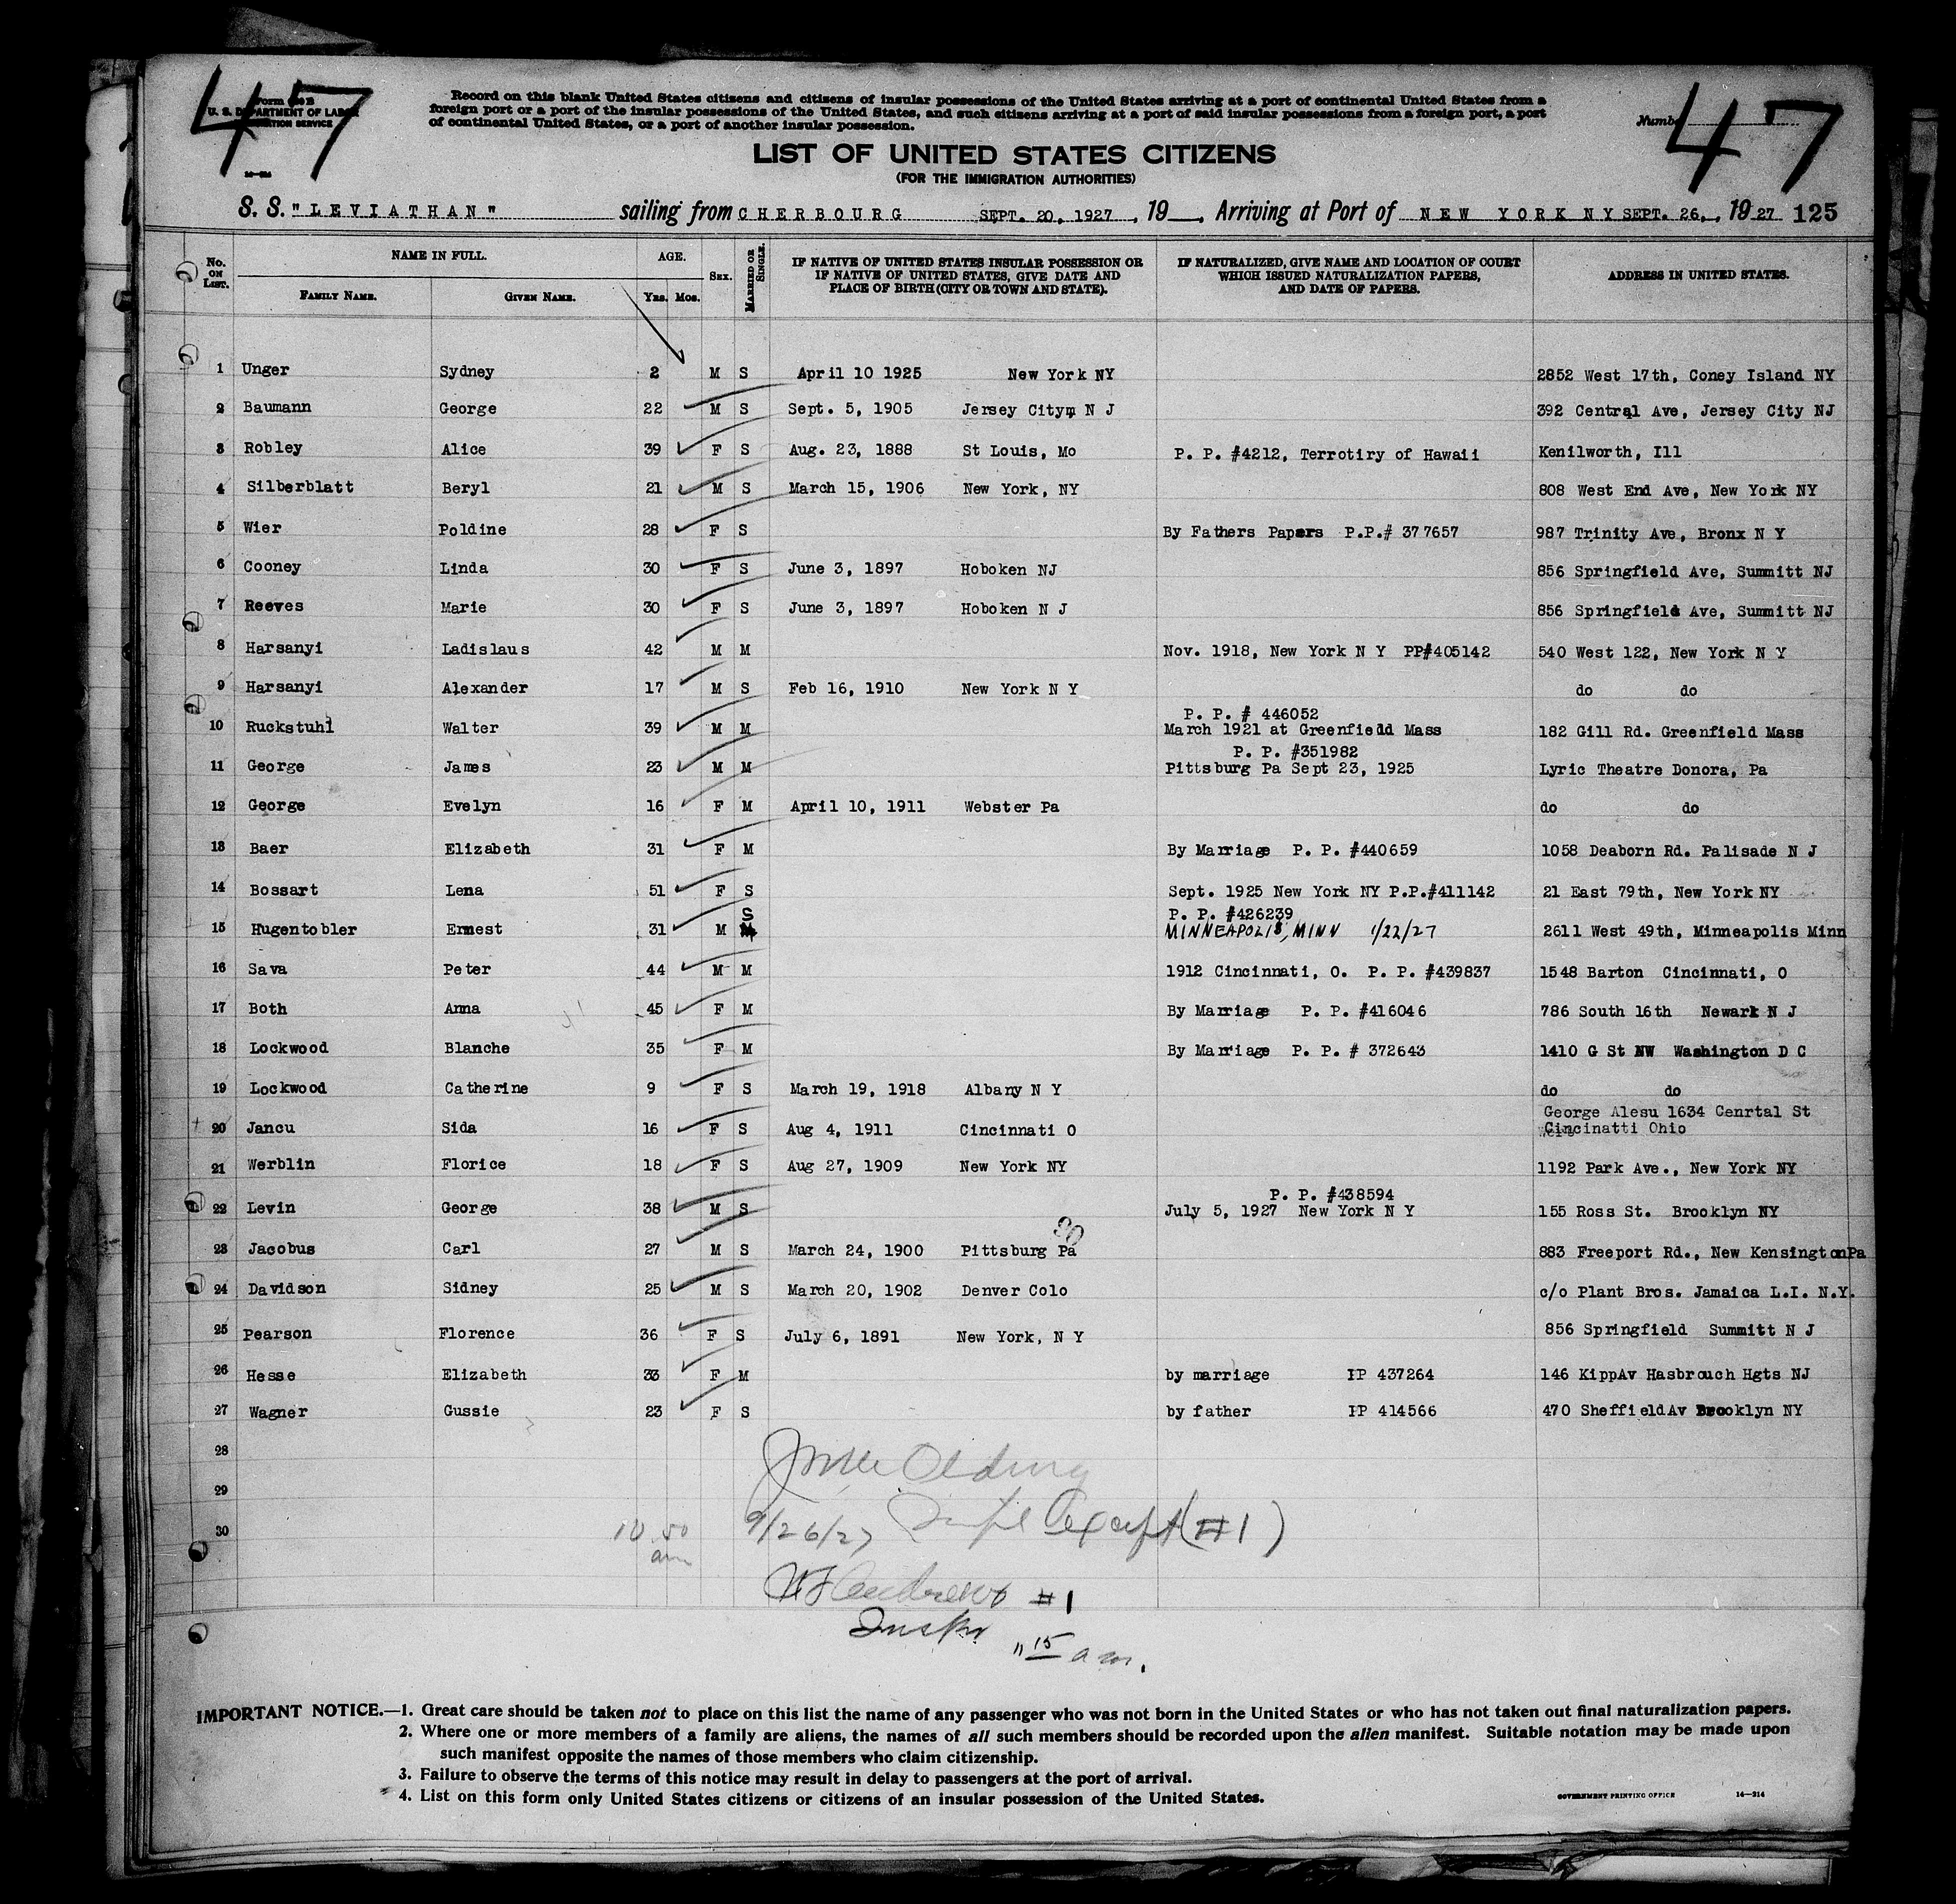 47
Form 630 B
U. S. DEPARTMENT OF LABOR
IMMIGRATION SERVICE
Record on this blank United States citizens and citizens of insular possessions of the United States arriving at a port of continental United States from a
foreign port or a port of the insular possessions of the United States, and such citizens arriving at a port of said insular possessions from a foreign port, a port
of continental United States, or a port of another insular possession.
Number
47
LIST OF UNITED STATES CITIZENS
(FOR THE IMMIGRATION AUTHORITIES)
S. S. "LEVIATHAN" sailing from CHERBOURG SEPT. 20, 1927, 19__, Arriving at Port of NEW YORK NY SEPT. 26, 1927 125
No. ON LIST. NAME IN FULL. AGE. SEX. MARRIED OR SINGLE. IF NATIVE OF UNITED STATES INSULAR POSSESSION OR IF NATIVE OF UNITED STATES, GIVE DATE AND PLACE OF BIRTH (CITY OR TOWN AND STATE). IF NATURALIZED, GIVE NAME AND LOCATION OF COURT WHICH ISSUED NATURALIZATION PAPERS, AND DATE OF PAPERS. ADDRESS IN UNITED STATES.
FAMILY NAME. GIVEN NAME. Yrs. Mos.
1 Unger Sydney 2 M S April 10 1925 New York NY 2852 West 17th, Coney Island NY
2 Baumann George 22 M S Sept. 5, 1905 Jersey Citym N J 392 Central Ave, Jersey City NJ
3 Robley Alice 39 F S Aug. 23, 1888 St Louis, Mo P. P. #4212, Terrotiry of Hawaii Kenilworth, Ill
4 Silberblatt Beryl 21 M S March 15, 1906 New York, NY 808 West End Ave, New York NY
5 Wier Poldine 28 F S By Fathers Papers P.P.# 377657 987 Trinity Ave, Bronx N Y
6 Cooney Linda 30 F S June 3, 1897 Hoboken NJ 856 Springfield Ave, Summitt NJ
7 Reeves Marie 30 F S June 3, 1897 Hoboken N J 856 Springfield Ave, Summitt NJ
8 Harsanyi Ladislaus 42 M M Nov. 1918, New York N Y PP#405142 540 West 122, New York N Y
9 Harsanyi Alexander 17 M S Feb 16, 1910 New York N Y do do
P. P. # 446052
10 Ruckstuhl Walter 39 M M March 1921 at Greenfiedd Mass 182 Gill Rd. Greenfield Mass
P. P. #351982
11 George James 23 M M Pittsburg Pa Sept 23, 1925 Lyric Theatre Donora, Pa
12 George Evelyn 16 F M April 10, 1911 Webster Pa do do
13 Baer Elizabeth 31 F M By Marriage P. P. #440659 1058 Deaborn Rd. Palisade N J
14 Bossart Lena 51 F S Sept. 1925 New York NY P.P.#411142 21 East 79th, New York NY
S P. P. #426239
15 Hugentobler Ernest 31 M M MINNEAPOLIS, MINN 1/22/27 2611 West 49th, Minneapolis Minn
16 Sava Peter 44 M M 1912 Cincinnati, O. P. P. #439837 1548 Barton Cincinnati, O
17 Both Anna 45 F M By Marriage P. P. #416046 786 South 16th Newark N J
18 Lockwood Blanche 35 F M By Marriage P. P. # 372643 1410 G St NW Washington D C
19 Lockwood Catherine 9 F S March 19, 1918 Albany N Y do do
George Alesu 1634 Cenrtal St
20 Jancu Sida 16 F S Aug 4, 1911 Cincinnati O Cincinatti Ohio
21 Werblin Florice 18 F S Aug 27, 1909 New York NY 1192 Park Ave., New York NY
P. P. #438594
22 Levin George 38 M S July 5, 1927 New York N Y 155 Ross St. Brooklyn NY
23 Jacobus Carl 27 M S March 24, 1900 Pittsburg Pa 883 Freeport Rd., New KensingtonPa
24 Davidson Sidney 25 M S March 20, 1902 Denver Colo c/o Plant Bros. Jamaica L.I. N.Y.
25 Pearson Florence 36 F S July 6, 1891 New York, N Y 856 Springfield Summitt N J
26 Hesse Elizabeth 33 F M by marriage PP 437264 146 KippAv Hasbrouch Hgts NJ
27 Wagner Gussie 23 F S by father PP 414566 470 SheffieldAv Brooklyn NY
28
29
30
10 50 am
9/26/27 Except (#1)
Andrews #1
Inspr
11 15 a m.
IMPORTANT NOTICE.—1. Great care should be taken not to place on this list the name of any passenger who was not born in the United States or who has not taken out final naturalization papers.
2. Where one or more members of a family are aliens, the names of all such members should be recorded upon the alien manifest. Suitable notation may be made upon
such manifest opposite the names of those members who claim citizenship.
3. Failure to observe the terms of this notice may result in delay to passengers at the port of arrival.
4. List on this form only United States citizens or citizens of an insular possession of the United States.
GOVERNMENT PRINTING OFFICE 14—314